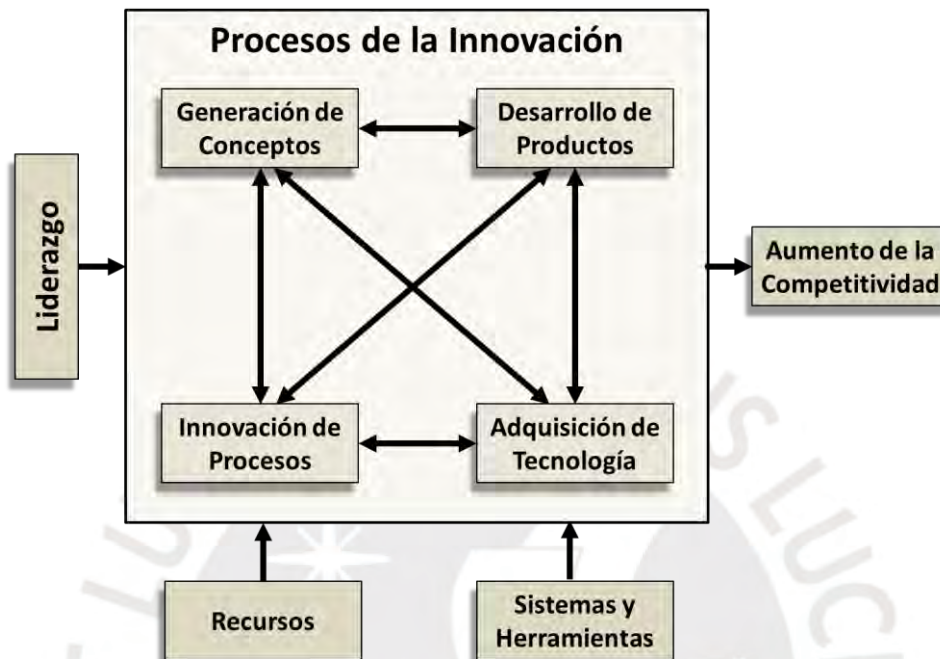 Procesos de la Innovación
Generación de
Conceptos
Desarrollo de
Productos
Liderazgo
Aumento de la
Competitividad
Innovación de
Procesos
Adquisición de
Tecnología
Recursos
Sistemas y
Herramientas